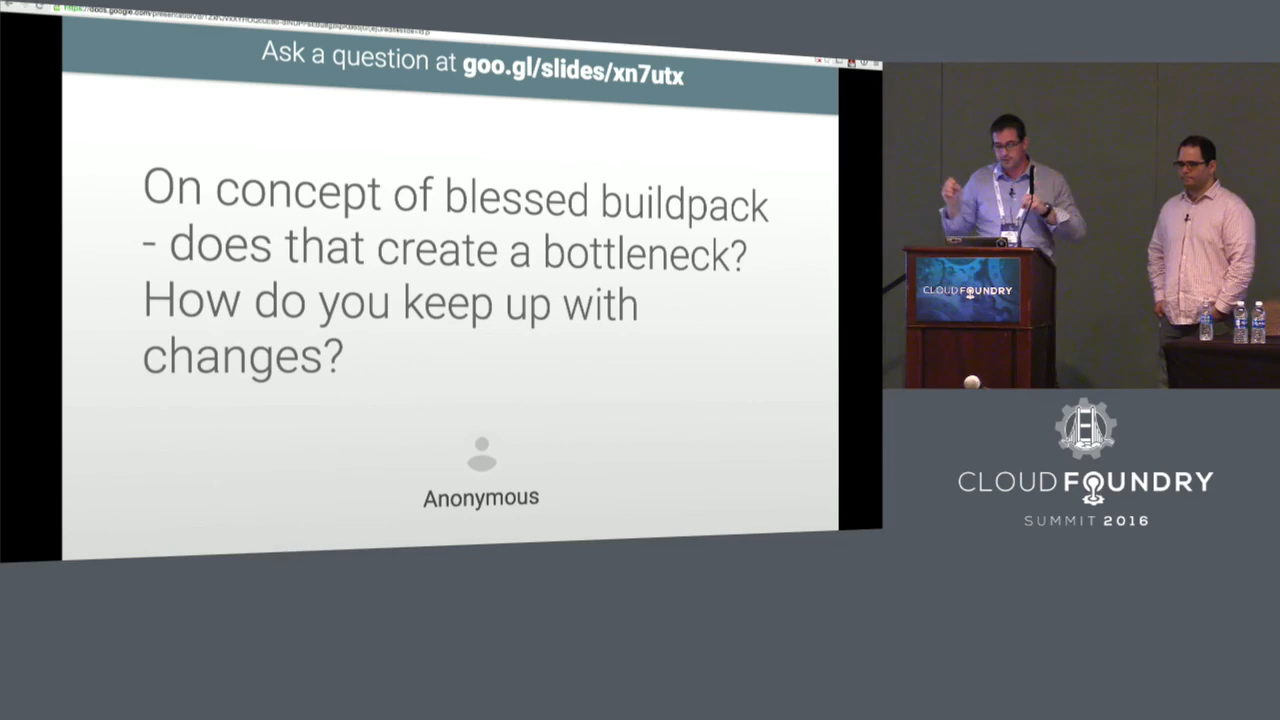 Ask a question at goo.gl/slides/xn7utx
On concept of blessed buildpack
- does that create a bottleneck?
How do you keep up with
changes?
Anonymous
CLOUD FOUNDRY
CLOUD FOUNDRY
SUMMIT 2016